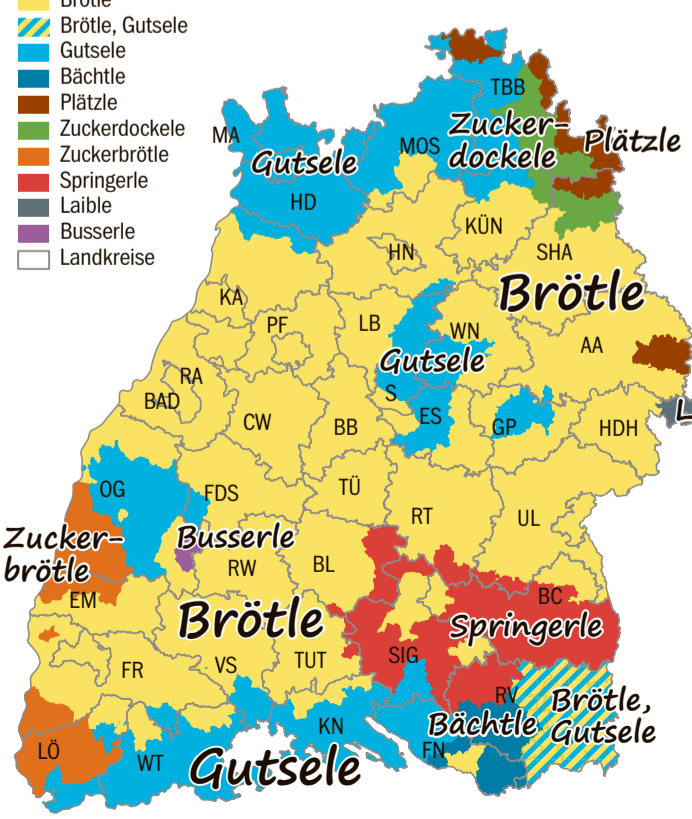 Brötle
Brötle, Gutsele
Gutsele
Bächtle
Plätzle
Zuckerdockele
Zuckerbrötle
Springerle
Laible
Busserle
Landkreise
TBB
MA
MOS
Zucker-
dockele
Plätzle
Gutsele
HD
KÜN
HN
SHA
Brötle
KA
PF
LB
WN
AA
Gutsele
RA
BAD
S
L
CW
BB
ES
GP
HDH
OG
FDS
TÜ
RT
UL
Zucker-
brötle
Busserle
RW
BL
EM
BC
Brötle
Springerle
SIG
FR
VS
TUT
RV
Brötle,
Gutsele
Bächtle
KN
FN
LÖ
WT
Gutsele